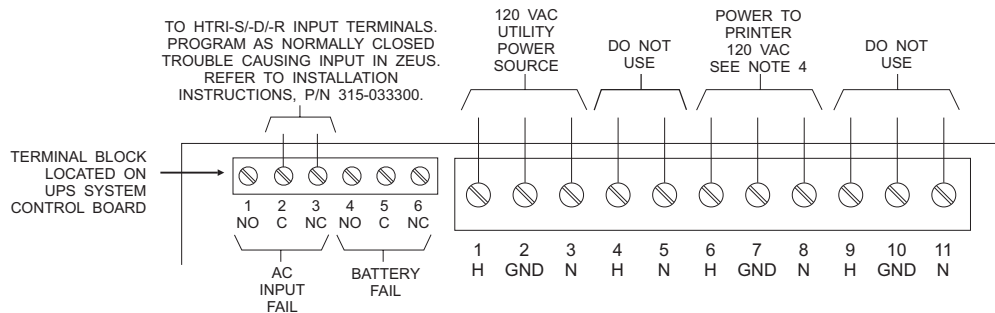 TO HTRI-S/-D/-R INPUT TERMINALS.
PROGRAM AS NORMALLY CLOSED
TROUBLE CAUSING INPUT IN ZEUS.
REFER TO INSTALLATION
INSTRUCTIONS, P/N 315-033300.
120 VAC
UTILITY
POWER
SOURCE
DO NOT
USE
POWER TO
PRINTER
120 VAC
SEE NOTE 4
DO NOT
USE
TERMINAL BLOCK
LOCATED ON
UPS SYSTEM
CONTROL BOARD
1 2 3 4 5 6
NO C NC NO C NC
AC
INPUT
FAIL
BATTERY
FAIL
1 2 3 4 5 6 7 8 9 10 11
H GND N H N H GND N H GND N